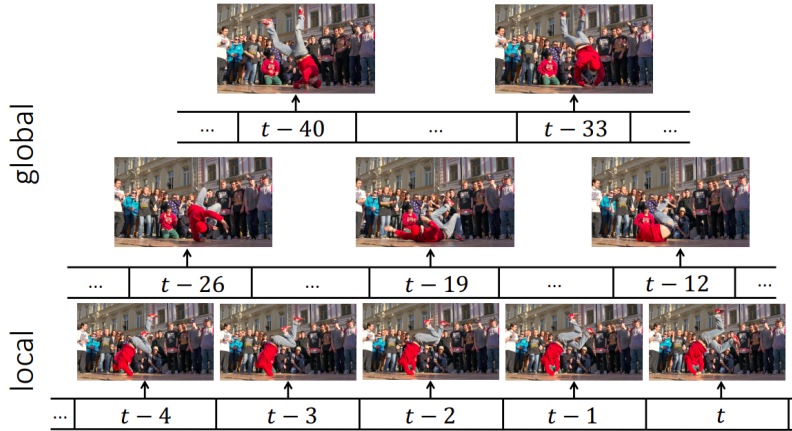 global
... t − 40 ... t − 33 ...
... t − 26 ... t − 19 ... t − 12 ...
local
... t − 4 t − 3 t − 2 t − 1 t